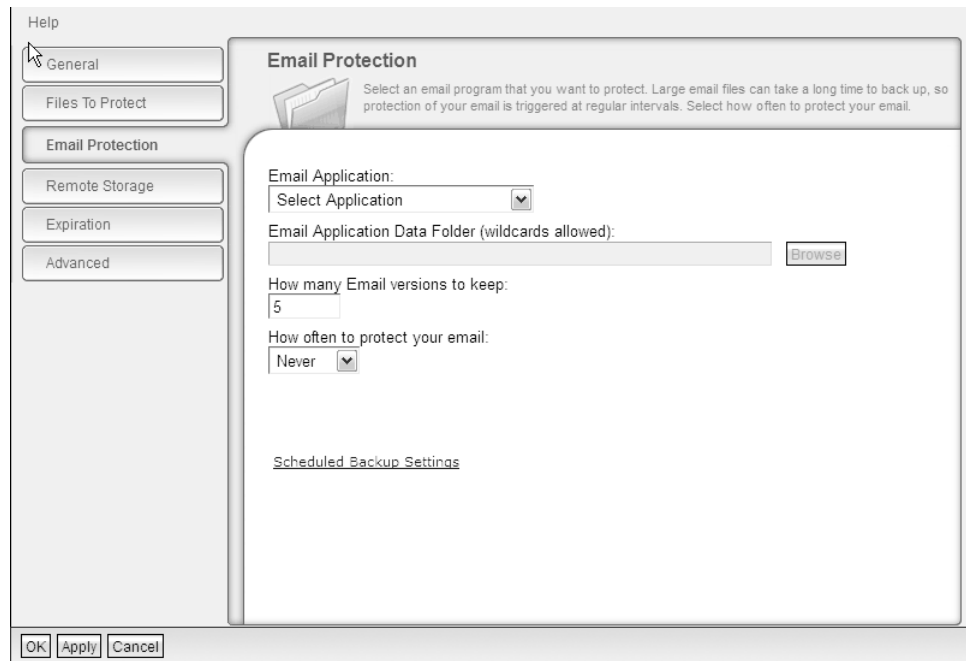 Help
General
Files To Protect
Email Protection
Remote Storage
Expiration
Advanced
Email Protection
Select an email program that you want to protect. Large email files can take a long time to back up, so
protection of your email is triggered at regular intervals. Select how often to protect your email.
Email Application:
Select Application
Email Application Data Folder (wildcards allowed):
Browse
How many Email versions to keep:
5
How often to protect your email:
Never
Scheduled Backup Settings
OK Apply Cancel